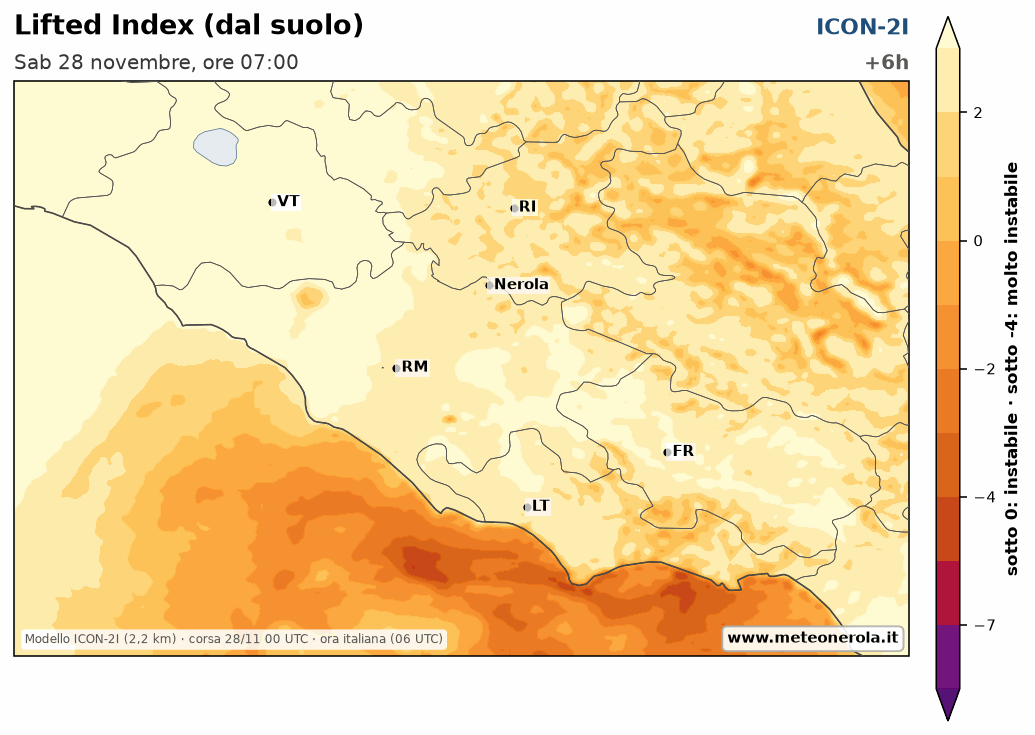 Lifted Index (dal suolo)
ICON-2I
Sab 28 novembre, ore 07:00
+6h
VT
RI
Nerola
RM
FR
LT
Modello ICON-2I (2,2 km) · corsa 28/11 00 UTC · ora italiana (06 UTC)
www.meteonerola.it
2
0
−2
−4
−7
sotto 0: instabile · sotto -4: molto instabile